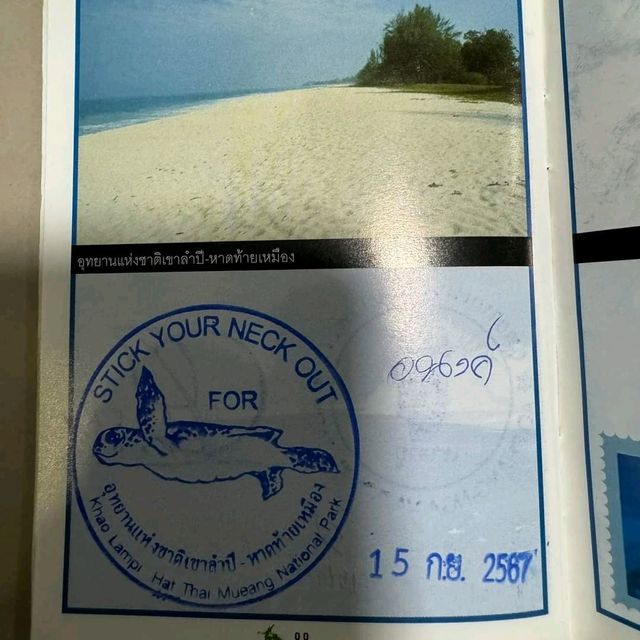 อุทยานแห่งชาติเขาลำปี-หาดท้ายเหมือง
STICK YOUR NECK OUT
FOR
อุทยานแห่งชาติเขาลำปี - หาดท้ายเหมือง
Khao Lampi Hat Thai Mueang National Park
15 ก.ย. 2567